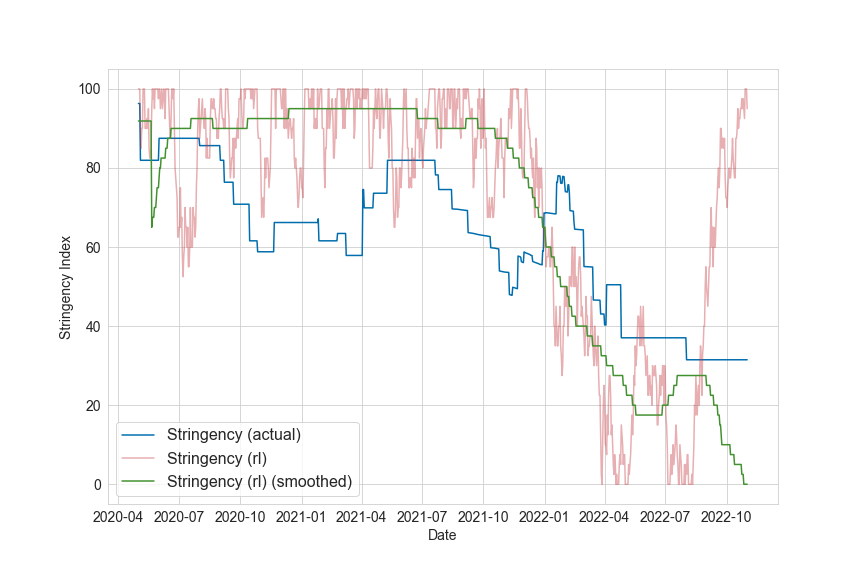 100
80
60
40
20
0
Stringency Index
Stringency (actual)
Stringency (rl)
Stringency (rl) (smoothed)
2020-04 2020-07 2020-10 2021-01 2021-04 2021-07 2021-10 2022-01 2022-04 2022-07 2022-10
Date